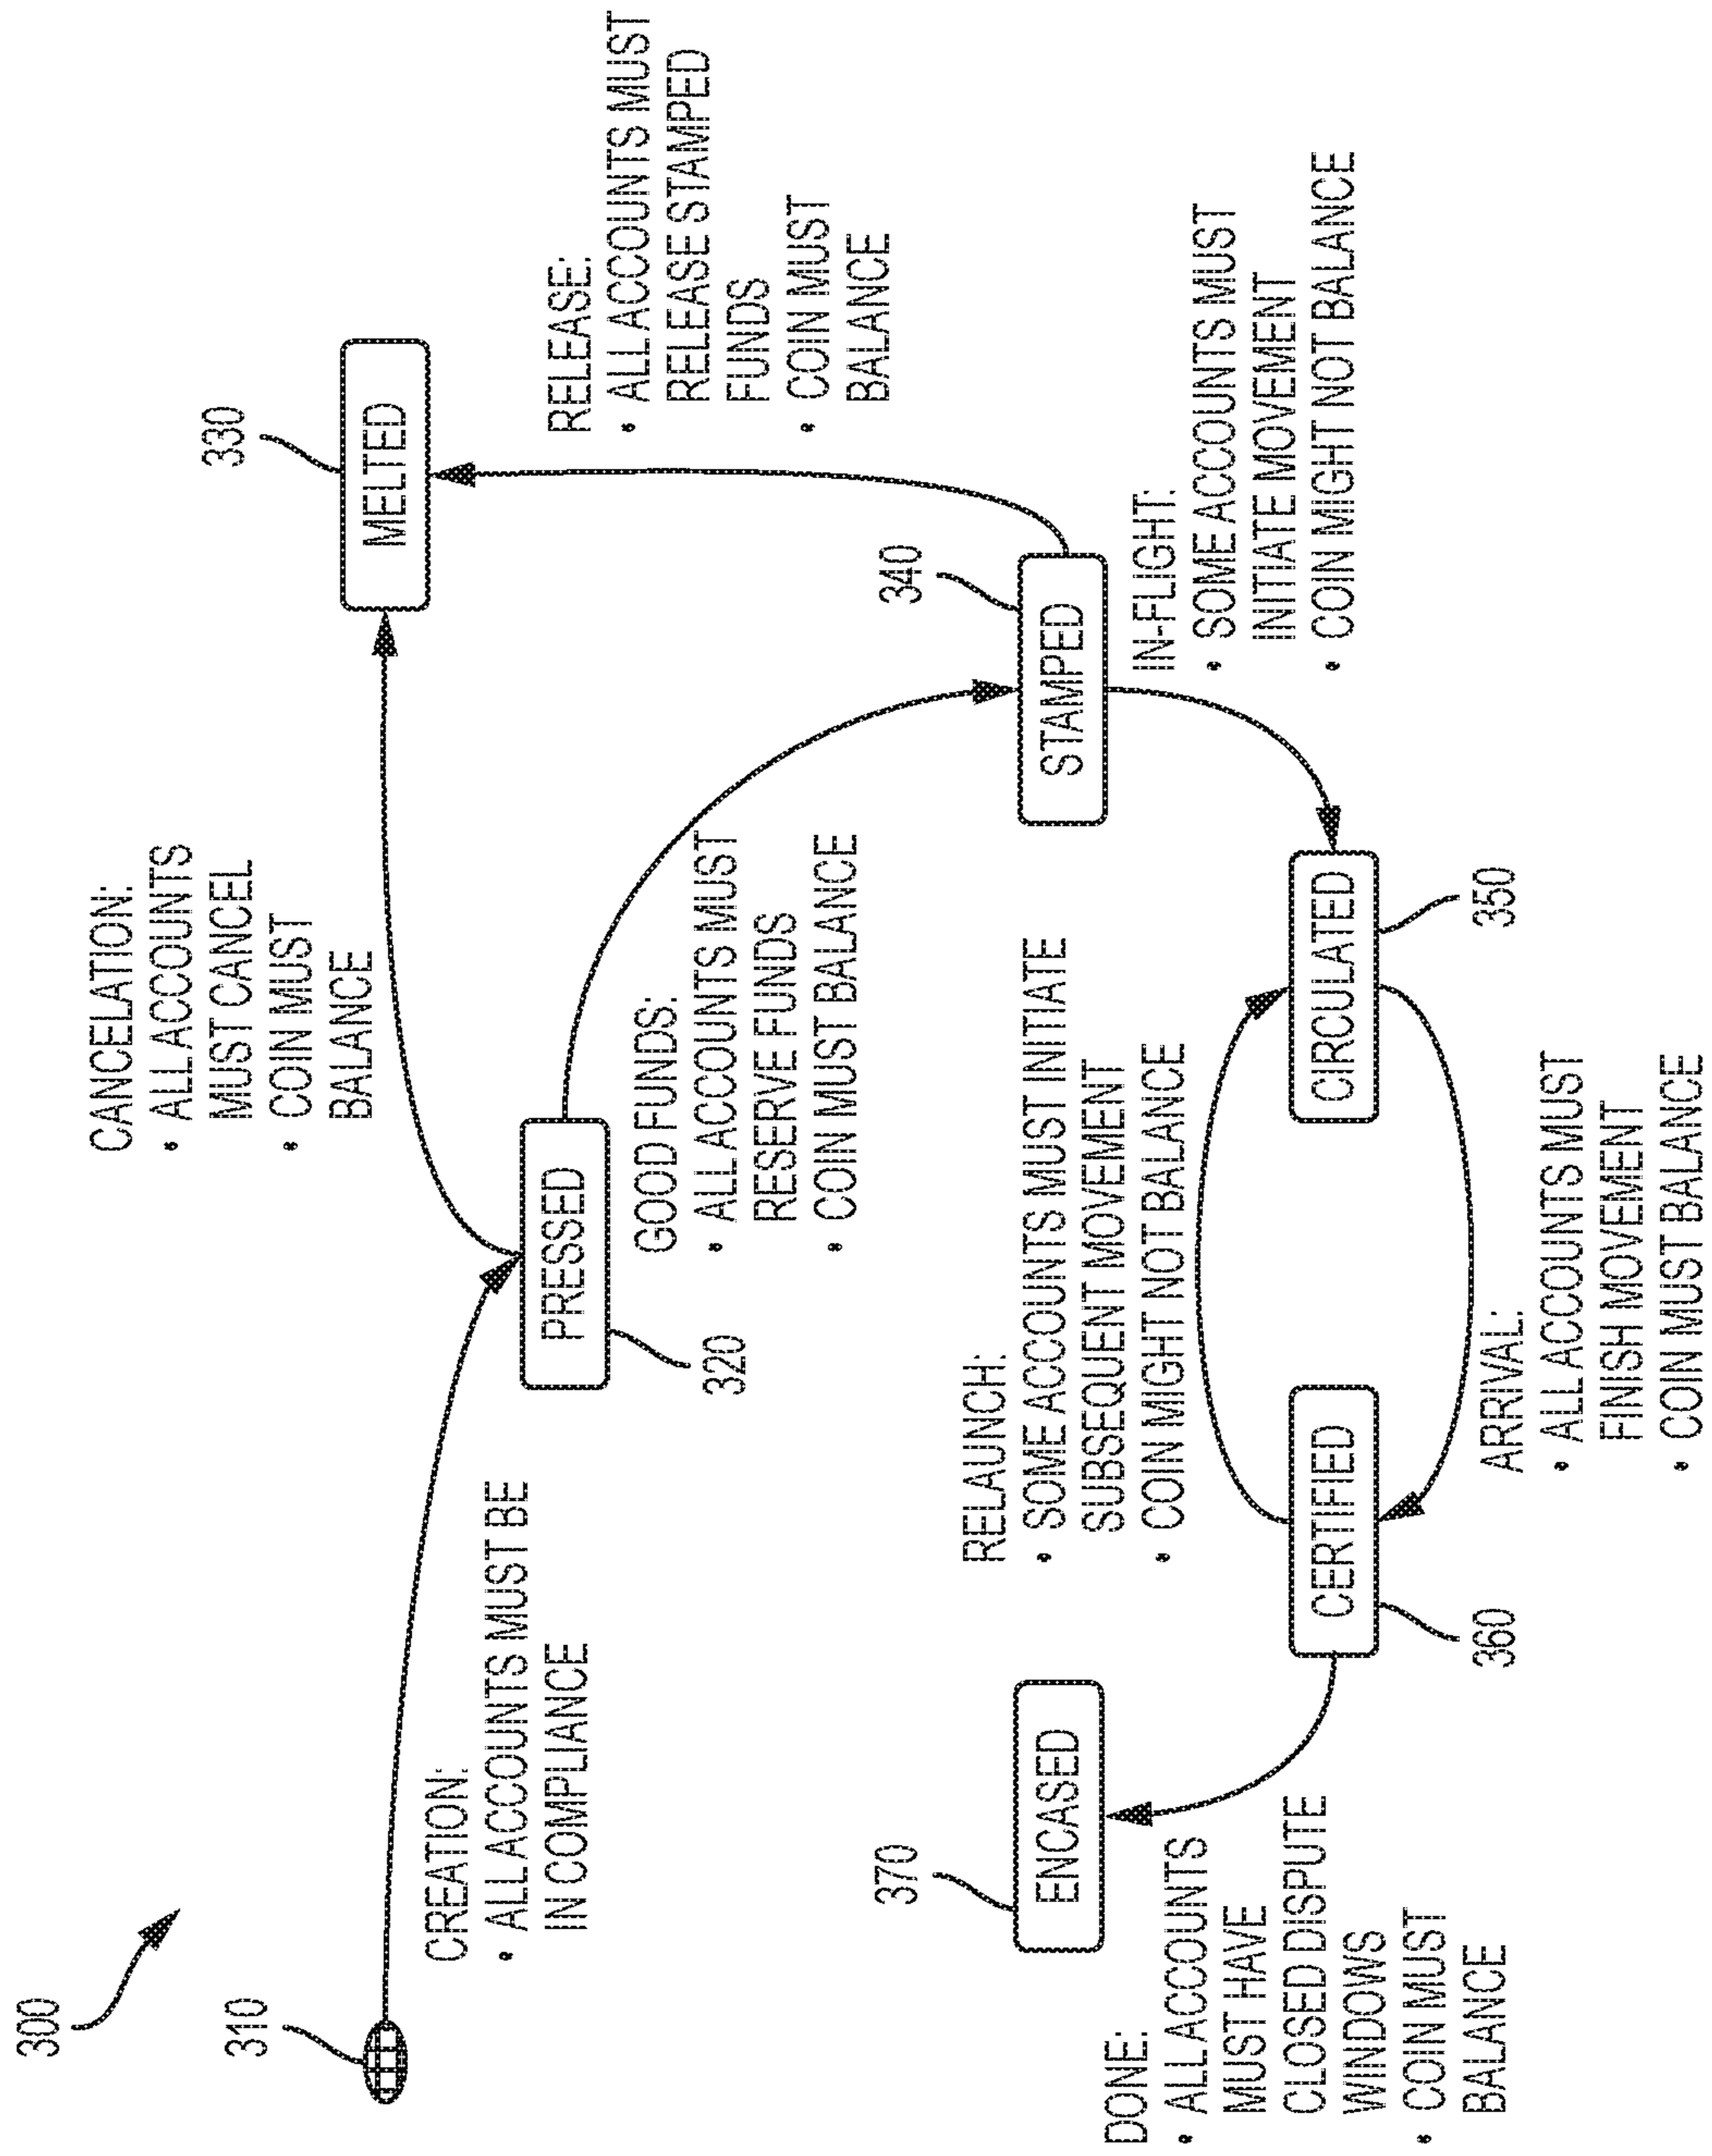 300
310
CREATION:
• ALL ACCOUNTS MUST BE
IN COMPLIANCE
CANCELATION:
• ALL ACCOUNTS
MUST CANCEL
• COIN MUST
BALANCE
330
MELTED
PRESSED
320
GOOD FUNDS:
• ALL ACCOUNTS MUST
RESERVE FUNDS
• COIN MUST BALANCE
RELEASE:
• ALL ACCOUNTS MUST
RELEASE STAMPED
FUNDS
• COIN MUST
BALANCE
340
STAMPED
IN-FLIGHT:
• SOME ACCOUNTS MUST
INITIATE MOVEMENT
• COIN MIGHT NOT BALANCE
370
ENCASED
DONE:
• ALL ACCOUNTS
MUST HAVE
CLOSED DISPUTE
WINDOWS
• COIN MUST
BALANCE
RELAUNCH:
• SOME ACCOUNTS MUST INITIATE
SUBSEQUENT MOVEMENT
• COIN MIGHT NOT BALANCE
CERTIFIED
360
CIRCULATED
350
ARRIVAL:
• ALL ACCOUNTS MUST
FINISH MOVEMENT
• COIN MUST BALANCE